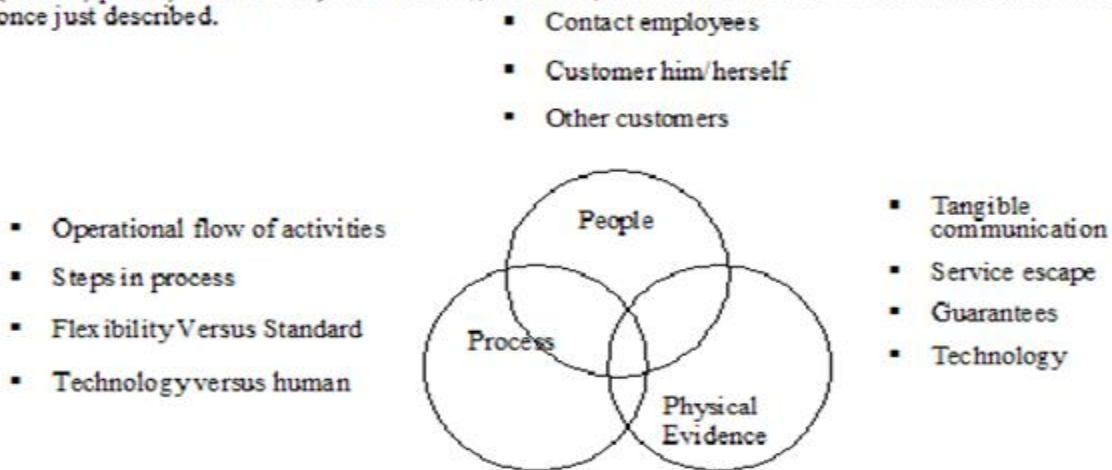 once just described.
▪ Contact employees
▪ Customer him/herself
▪ Other customers
▪ Operational flow of activities
▪ Steps in process
▪ Flexibility Versus Standard
▪ Technology versus human
People
Process
Physical
Evidence
▪ Tangible
communication
▪ Service escape
▪ Guarantees
▪ Technology